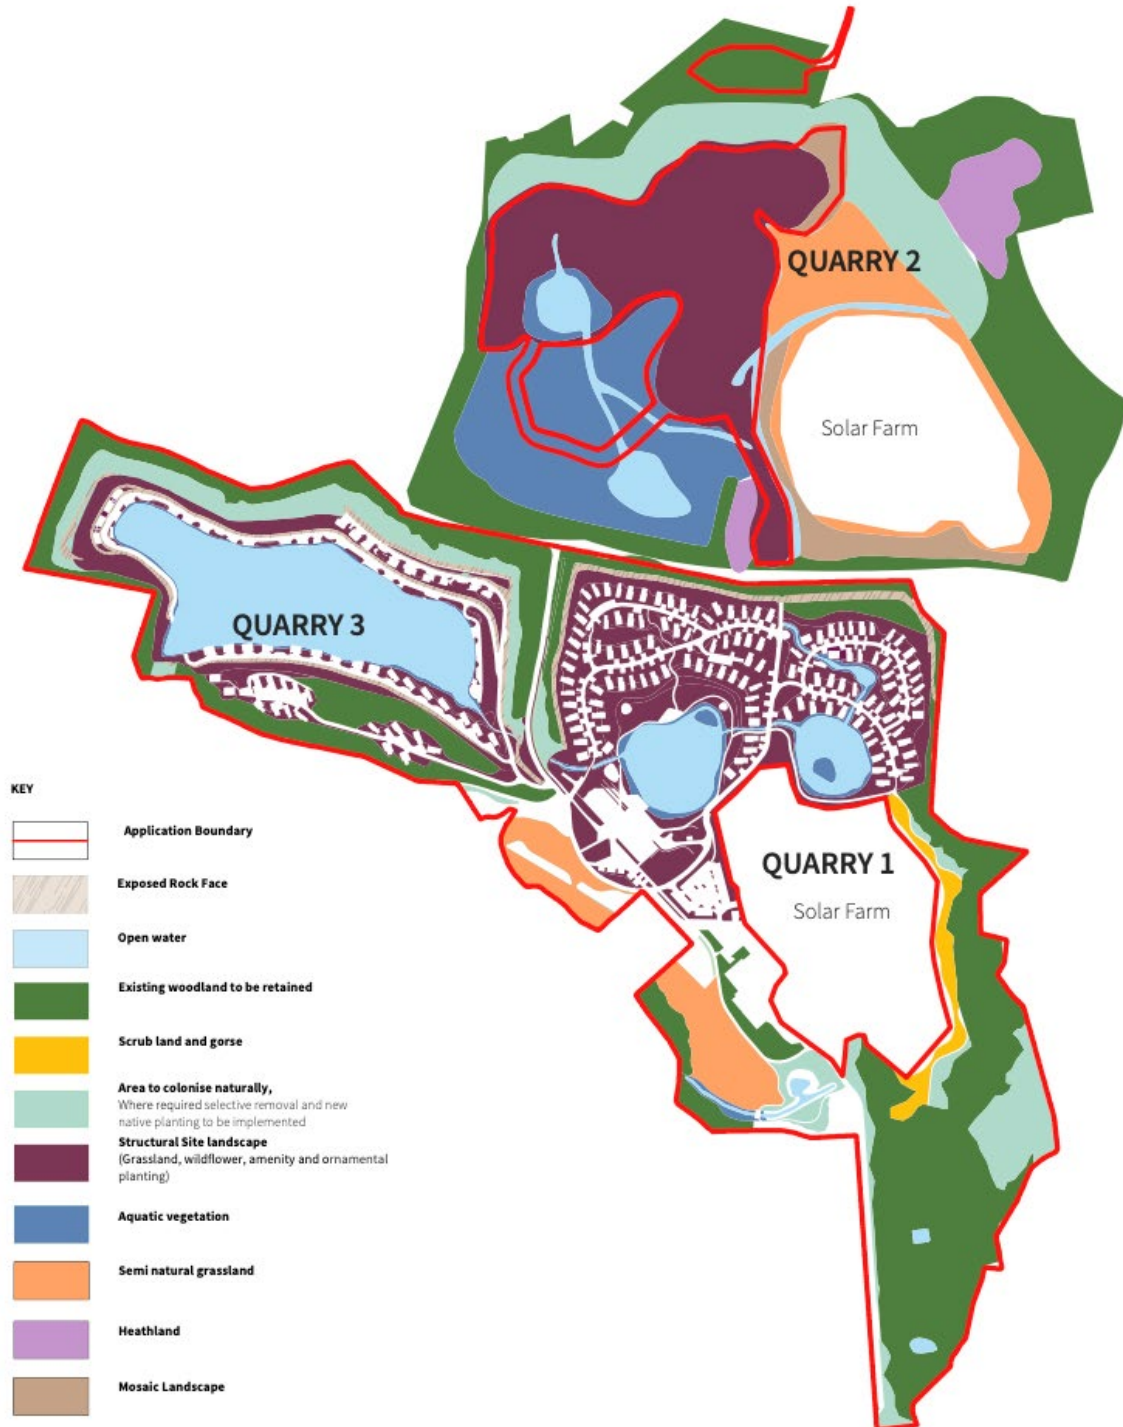 QUARRY 2
Solar Farm
QUARRY 3
QUARRY 1
Solar Farm
KEY
Application Boundary
Exposed Rock Face
Open water
Existing woodland to be retained
Scrub land and gorse
Area to colonise naturally,
Where required selective removal and new
native planting to be implemented
Structural Site landscape
(Grassland, wildflower, amenity and ornamental
planting)
Aquatic vegetation
Semi natural grassland
Heathland
Mosaic Landscape